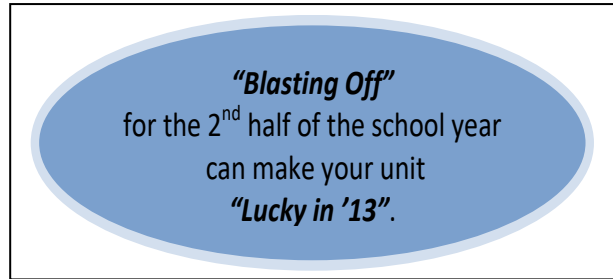 “Blasting Off”
for the 2nd half of the school year
can make your unit
“Lucky in ’13”.